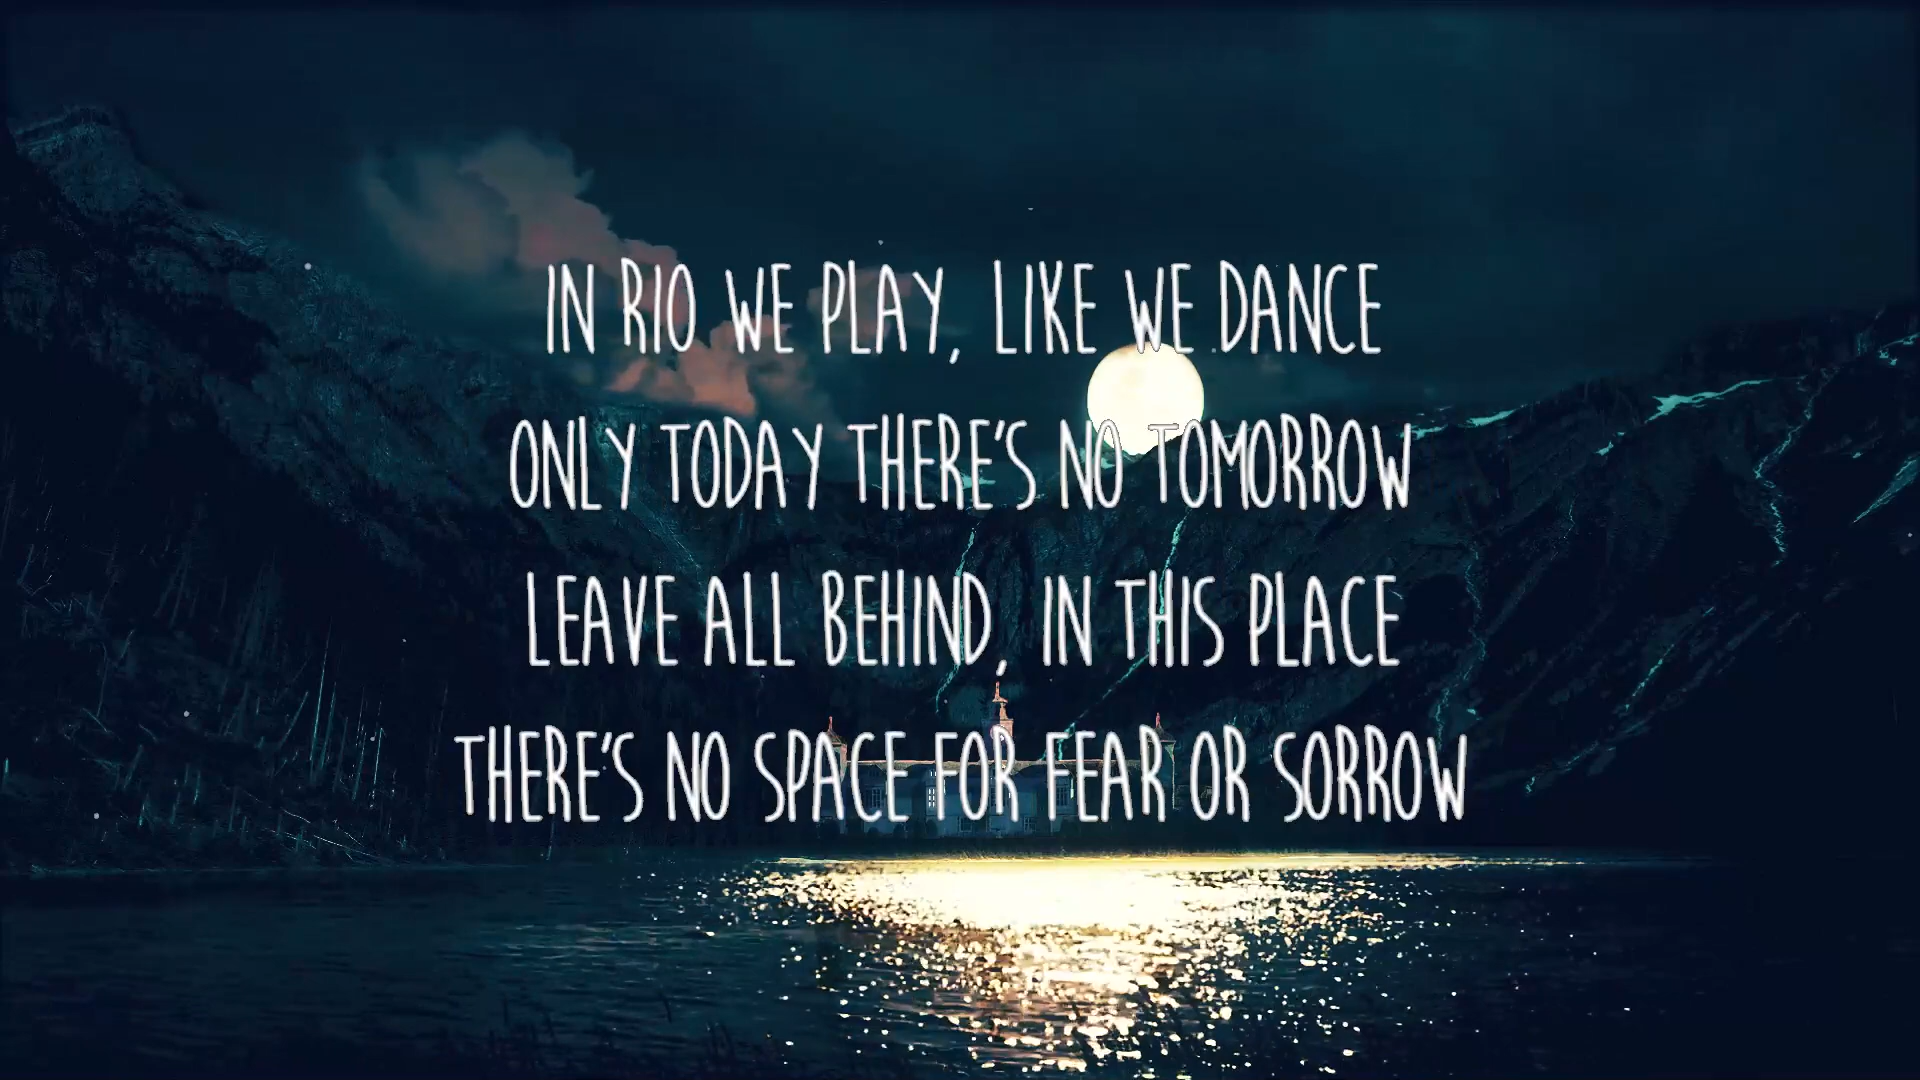 IN RIO WE PLAY, LIKE WE DANCE
ONLY TODAY THERE'S NO TOMORROW
LEAVE ALL BEHIND, IN THIS PLACE
THERE'S NO SPACE FOR FEAR OR SORROW